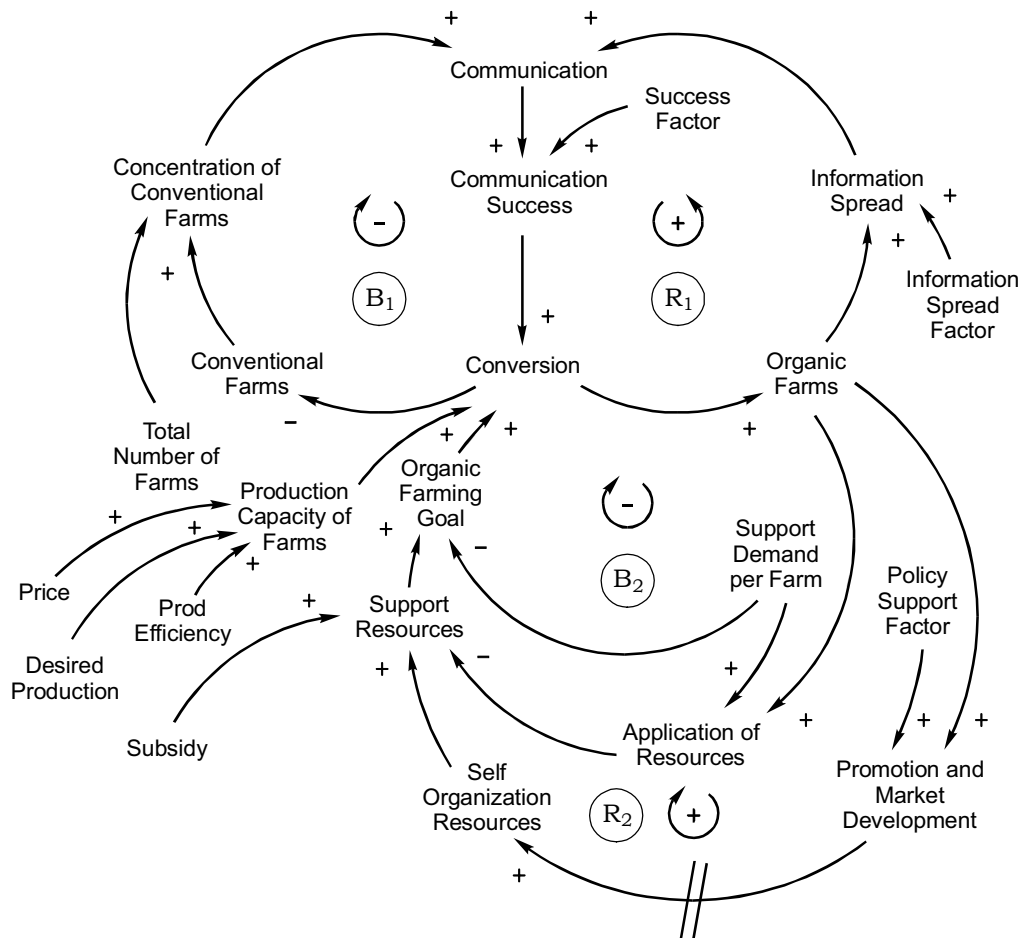 +
+
Communication
Success
Factor
+
+
Concentration of
Conventional
Farms
Communication
Success
Information
Spread
+
-
+
+
+
Information
Spread
Factor
B1
R1
+
Conventional
Farms
Conversion
Organic
Farms
−
+
+
+
Total
Number of
Farms
Organic
Farming
Goal
Production
Capacity of
Farms
-
+
+
+
−
Support
Demand
per Farm
+
B2
Price
Prod
Efficiency
+
Support
Resources
Policy
Support
Factor
Desired
Production
+
−
+
Subsidy
Application of
Resources
+
+
+
Self
Organization
Resources
R2
+
Promotion and
Market
Development
+